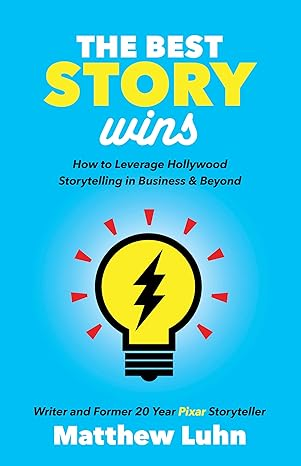 THE BEST
STORY
wins
How to Leverage Hollywood
Storytelling in Business & Beyond
Writer and Former 20 Year Pixar Storyteller
Matthew Luhn